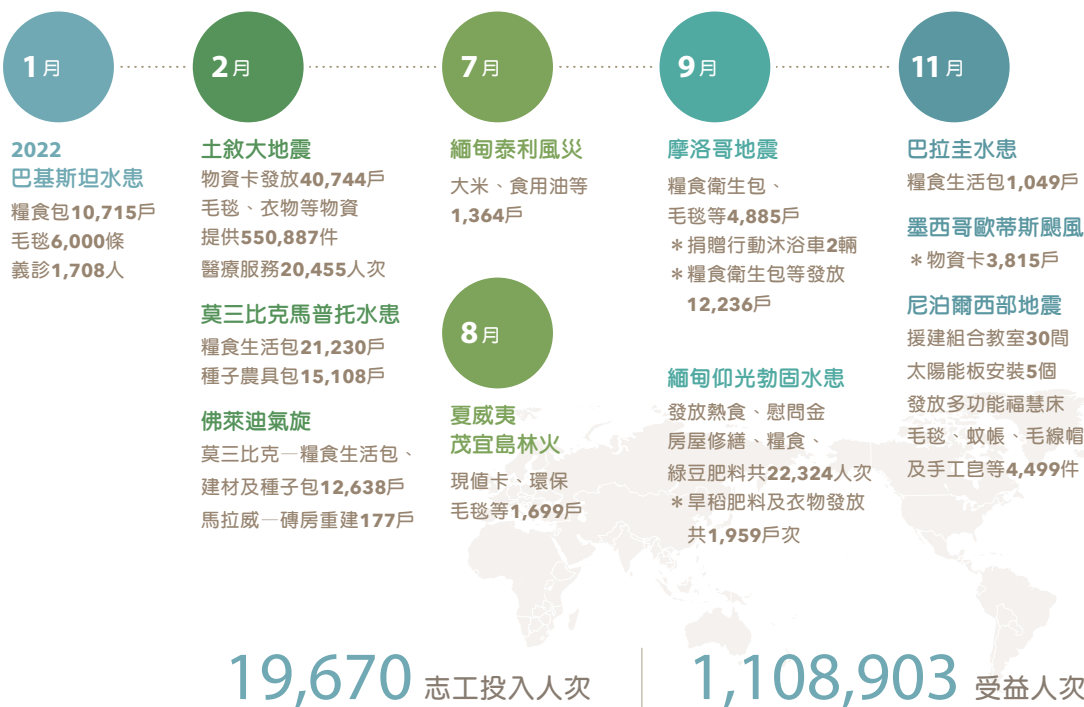 1月
2022
巴基斯坦水患
糧食包10,715戶
毛毯6,000條
義診1,708人
2月
土敘大地震
物資卡發放40,744戶
毛毯、衣物等物資
提供550,887件
醫療服務20,455人次
莫三比克馬普托水患
糧食生活包21,230戶
種子農具包15,108戶
佛萊迪氣旋
莫三比克—糧食生活包、
建材及種子包12,638戶
馬拉威—磚房重建177戶
7月
緬甸泰利風災
大米、食用油等
1,364戶
8月
夏威夷
茂宜島林火
現值卡、環保
毛毯等1,699戶
9月
摩洛哥地震
糧食衛生包、
毛毯等4,885戶
＊捐贈行動沐浴車2輛
＊糧食衛生包等發放
12,236戶
緬甸仰光勃固水患
發放熱食、慰問金
房屋修繕、糧食、
綠豆肥料共22,324人次
＊旱稻肥料及衣物發放
共1,959戶次
11月
巴拉圭水患
糧食生活包1,049戶
墨西哥歐蒂斯颶風
＊物資卡3,815戶
尼泊爾西部地震
援建組合教室30間
太陽能板安裝5個
發放多功能福慧床
毛毯、蚊帳、毛線帽
及手工皂等4,499件
19,670 志工投入人次
1,108,903 受益人次